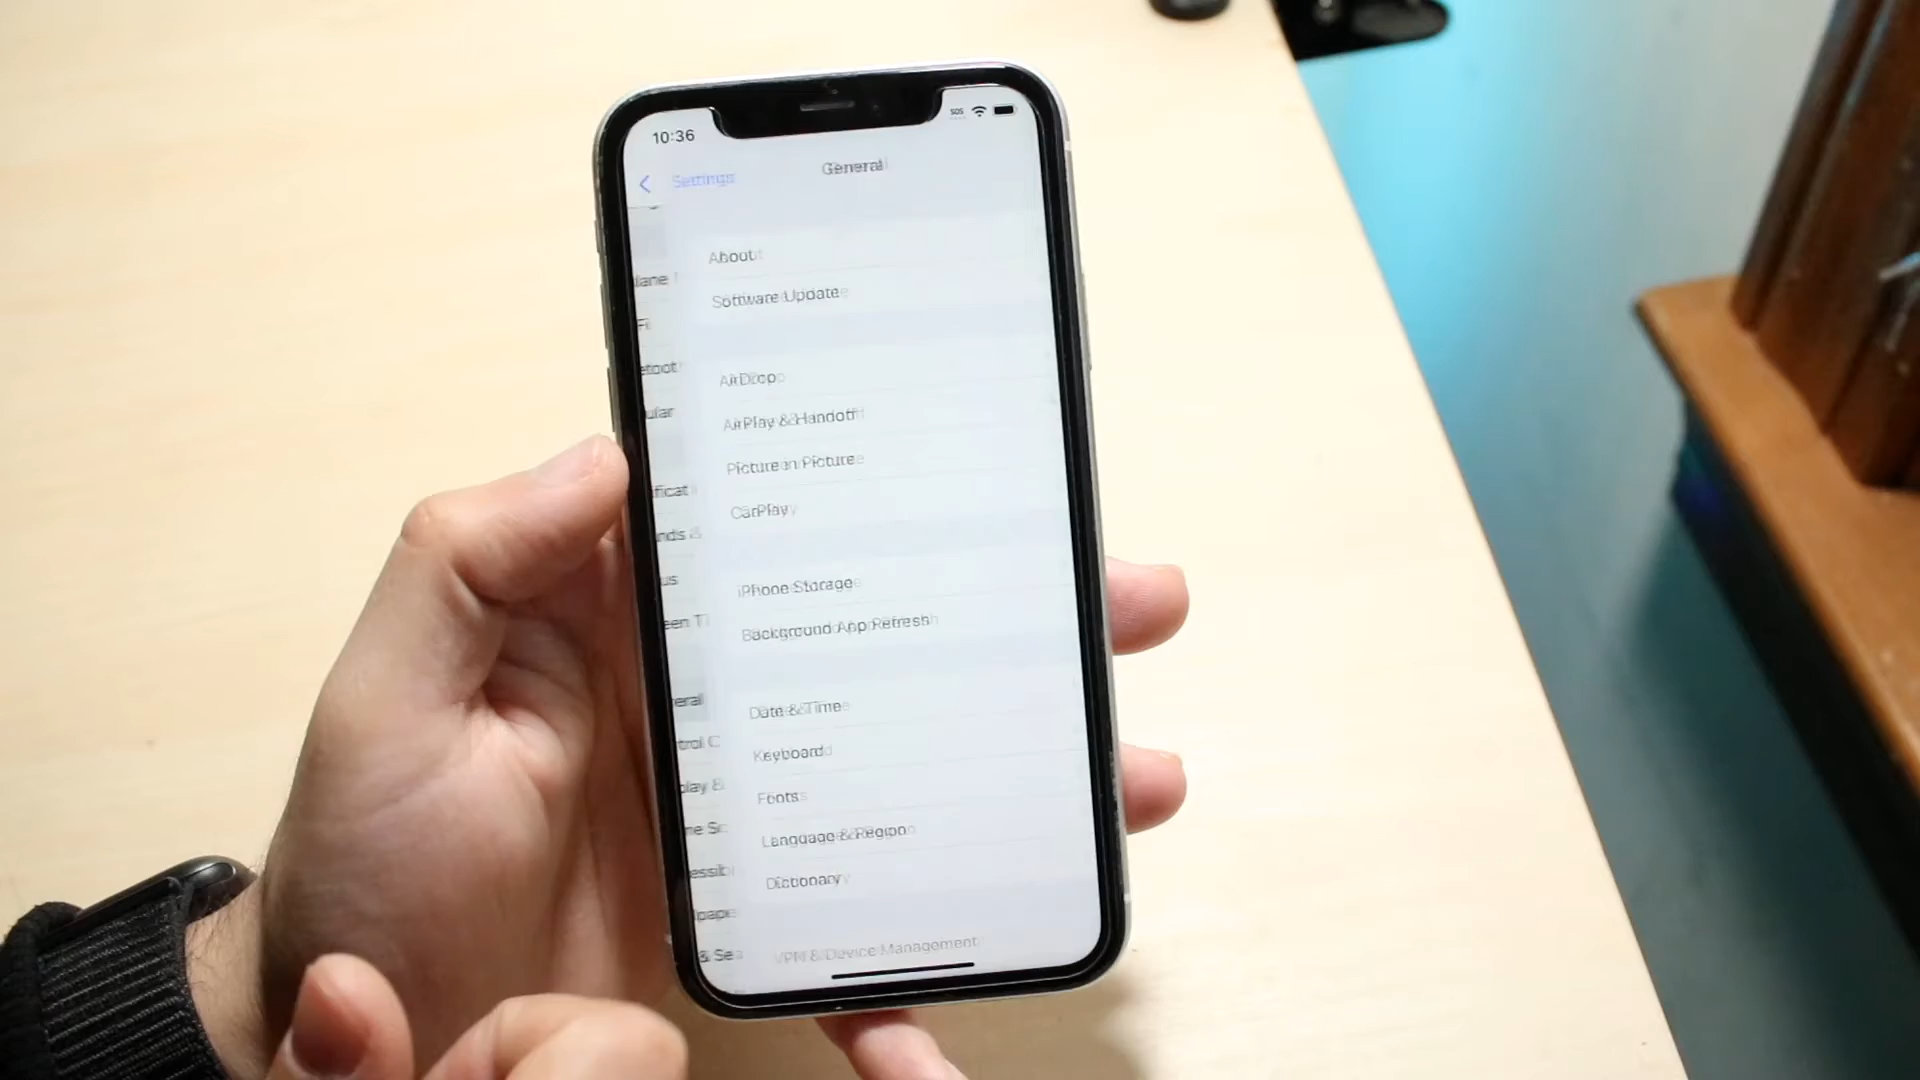 10:36
SOS
Settings
General
About
Software Update
AirDrop
AirPlay & Handoff
Picture in Picture
CarPlay
iPhone Storage
Background App Refresh
Date & Time
Keyboard
Fonts
Language & Region
Dictionary
VPN & Device Management